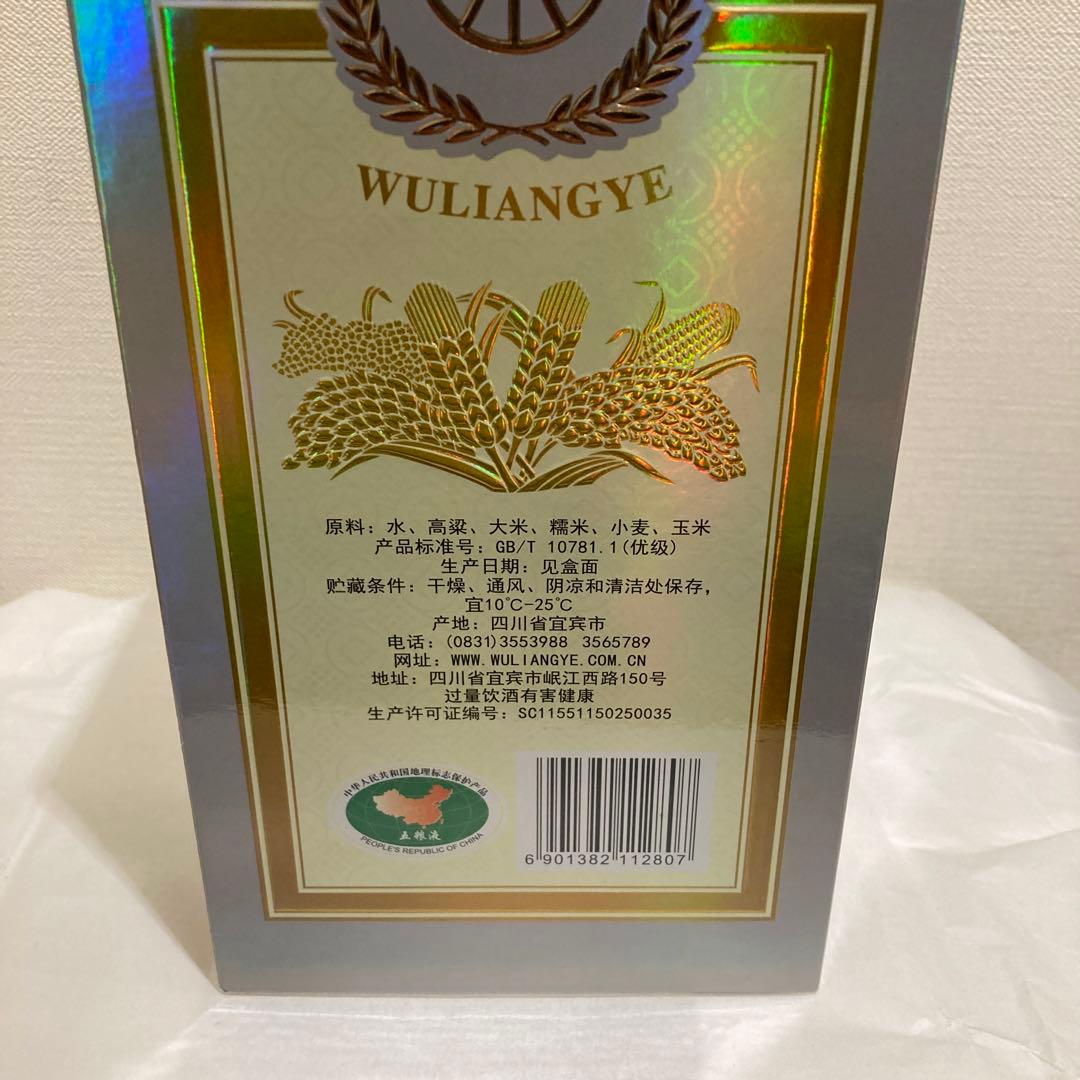 WULIANGYE
原料：水、高粱、大米、糯米、小麦、玉米
产品标准号：GB/T 10781.1(优级)
生产日期：见盒面
贮藏条件：干燥、通风、阴凉和清洁处保存，
宜10℃-25℃
产地：四川省宜宾市
电话：(0831)3553988 3565789
网址：WWW.WULIANGYE.COM.CN
地址：四川省宜宾市岷江西路150号
过量饮酒有害健康
生产许可证编号：SC11551150250035
中华人民共和国地理标志保护产品
五粮液
PEOPLE'S REPUBLIC OF CHINA
6 901382 112807